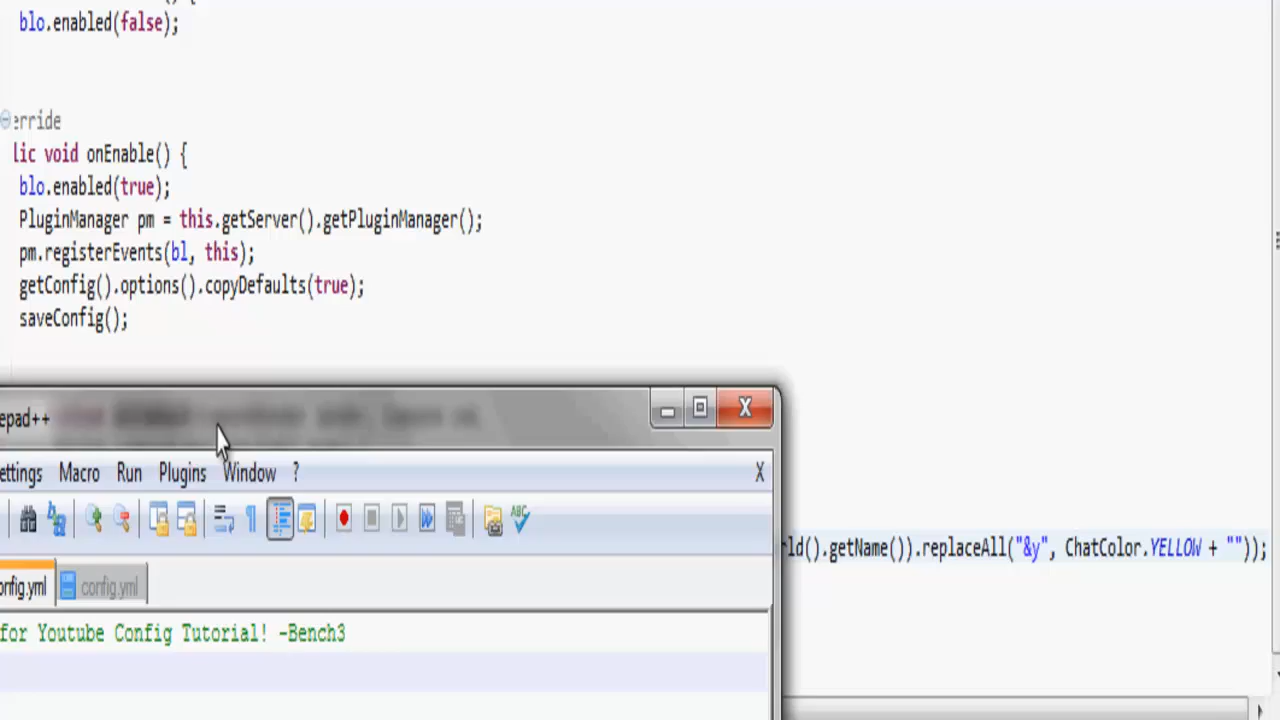 blo.enabled(false);
erride
lic void onEnable() {
blo.enabled(true);
PluginManager pm = this.getServer().getPluginManager();
pm.registerEvents(bl, this);
getConfig().options().copyDefaults(true);
saveConfig();
epad++
ettings Macro Run Plugins Window ? X
ld().getName()).replaceAll("&y", ChatColor.YELLOW + ""));
onfig.yml config.yml
for Youtube Config Tutorial! -Bench3